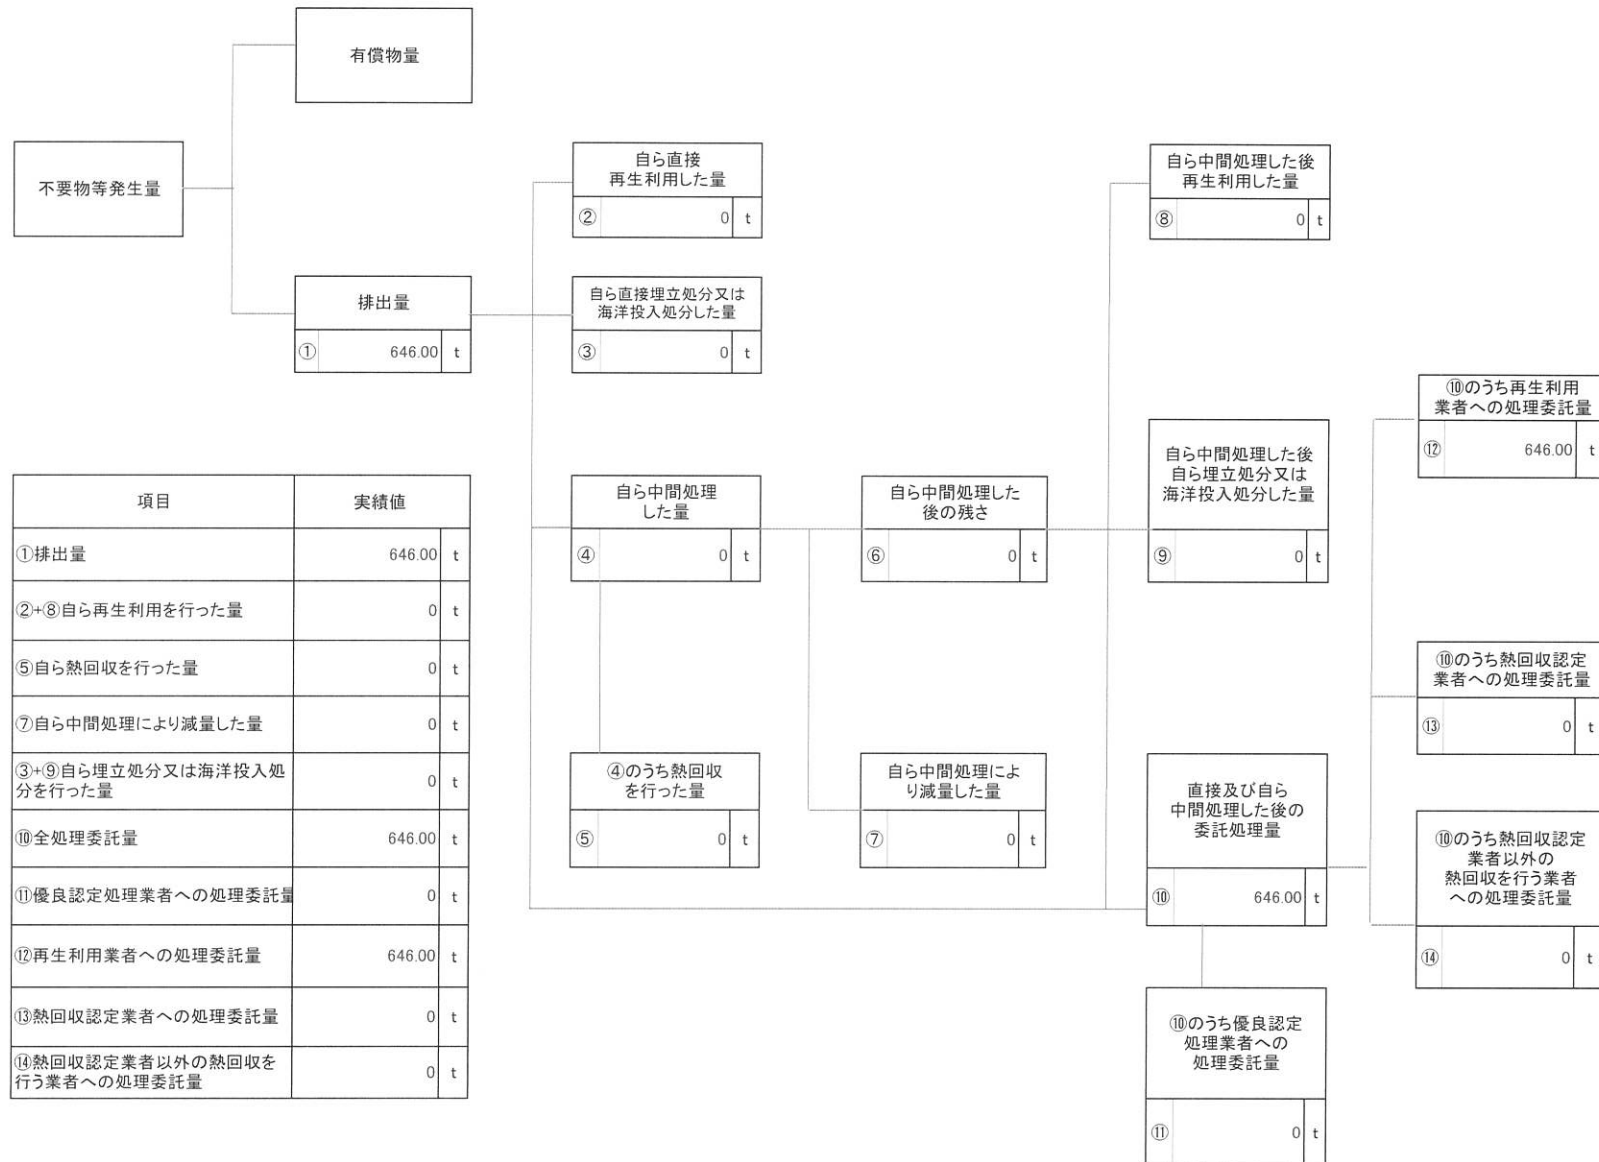 有償物量
不要物等発生量
排出量
① 646.00 t
自ら直接
再生利用した量
② 0 t
自ら直接埋立処分又は
海洋投入処分した量
③ 0 t
自ら中間処理
した量
④ 0 t
④のうち熱回収
を行った量
⑤ 0 t
自ら中間処理した
後の残さ
⑥ 0 t
自ら中間処理によ
り減量した量
⑦ 0 t
自ら中間処理した後
再生利用した量
⑧ 0 t
自ら中間処理した後
自ら埋立処分又は
海洋投入処分した量
⑨ 0 t
直接及び自ら
中間処理した後の
委託処理量
⑩ 646.00 t
⑩のうち優良認定
処理業者への
処理委託量
⑪ 0 t
⑩のうち再生利用
業者への処理委託量
⑫ 646.00 t
⑩のうち熱回収認定
業者への処理委託量
⑬ 0 t
⑩のうち熱回収認定
業者以外の
熱回収を行う業者
への処理委託量
⑭ 0 t
項目 実績値
①排出量 646.00 t
②+⑧自ら再生利用を行った量 0 t
⑤自ら熱回収を行った量 0 t
⑦自ら中間処理により減量した量 0 t
③+⑨自ら埋立処分又は海洋投入処
分を行った量 0 t
⑩全処理委託量 646.00 t
⑪優良認定処理業者への処理委託量 0 t
⑫再生利用業者への処理委託量 646.00 t
⑬熱回収認定業者への処理委託量 0 t
⑭熱回収認定業者以外の熱回収を
行う業者への処理委託量 0 t